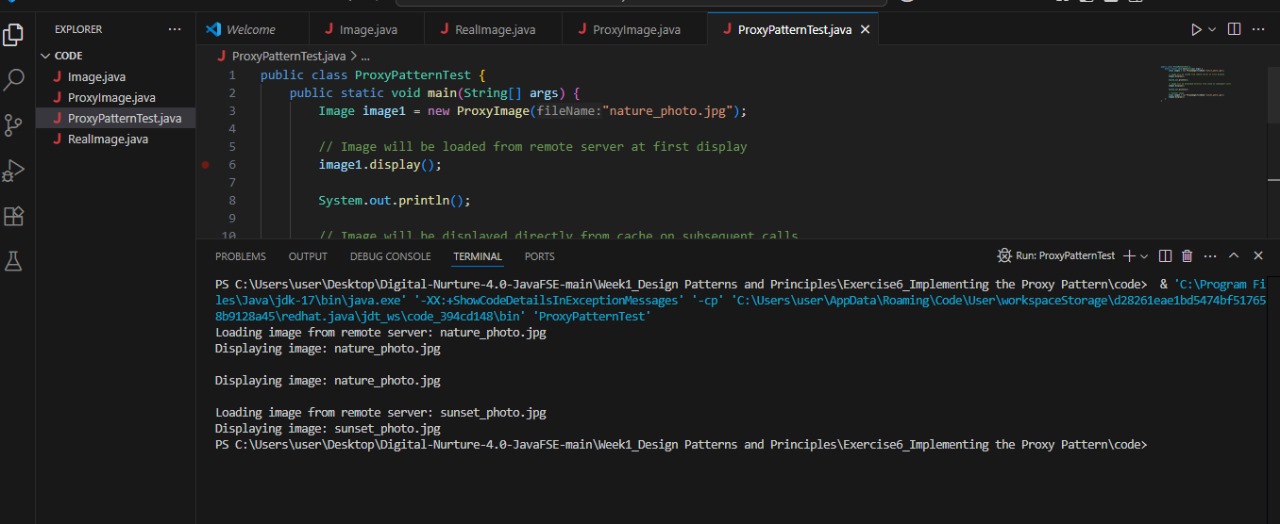 EXPLORER
Welcome
Image.java
RealImage.java
ProxyImage.java
ProxyPatternTest.java
CODE
Image.java
ProxyImage.java
ProxyPatternTest.java
RealImage.java
ProxyPatternTest.java > ...
1 public class ProxyPatternTest {
2 public static void main(String[] args) {
3 Image image1 = new ProxyImage(fileName:"nature_photo.jpg");
4
5 // Image will be loaded from remote server at first display
6 image1.display();
7
8 System.out.println();
9
10 // Image will be displayed directly from cache on subsequent calls
PROBLEMS OUTPUT DEBUG CONSOLE TERMINAL PORTS
Run: ProxyPatternTest
PS C:\Users\user\Desktop\Digital-Nurture-4.0-JavaFSE-main\Week1_Design Patterns and Principles\Exercise6_Implementing the Proxy Pattern\code> & 'C:\Program Fi
les\Java\jdk-17\bin\java.exe' '-XX:+ShowCodeDetailsInExceptionMessages' '-cp' 'C:\Users\user\AppData\Roaming\Code\User\workspaceStorage\d28261eae1bd5474bf51765
8b9128a45\redhat.java\jdt_ws\code_394cd148\bin' 'ProxyPatternTest'
Loading image from remote server: nature_photo.jpg
Displaying image: nature_photo.jpg
Displaying image: nature_photo.jpg
Loading image from remote server: sunset_photo.jpg
Displaying image: sunset_photo.jpg
PS C:\Users\user\Desktop\Digital-Nurture-4.0-JavaFSE-main\Week1_Design Patterns and Principles\Exercise6_Implementing the Proxy Pattern\code>